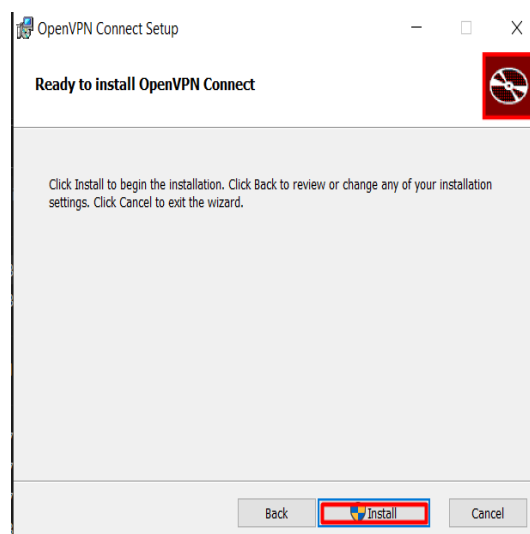 OpenVPN Connect Setup
Ready to install OpenVPN Connect
Click Install to begin the installation. Click Back to review or change any of your installation
settings. Click Cancel to exit the wizard.
Back
Install
Cancel